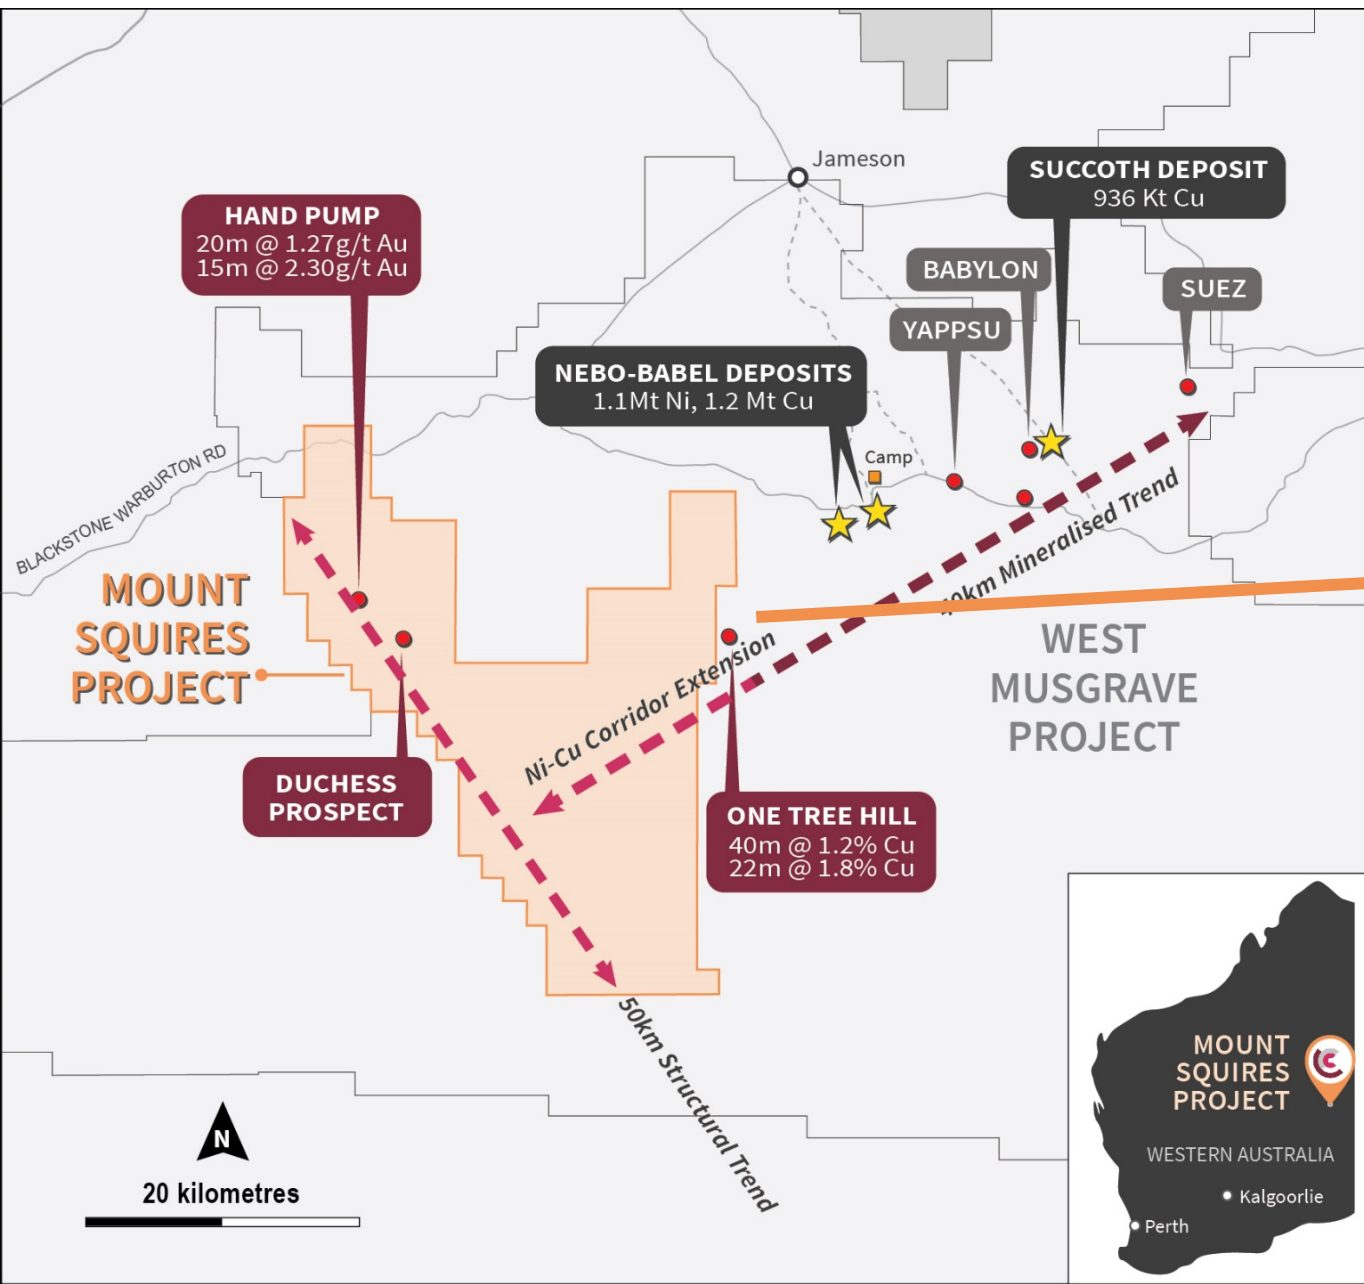 Jameson
SUCCOTH DEPOSIT
936 Kt Cu
HAND PUMP
20m @ 1.27g/t Au
15m @ 2.30g/t Au
BABYLON
SUEZ
YAPPSU
NEBO-BABEL DEPOSITS
1.1Mt Ni, 1.2 Mt Cu
Camp
BLACKSTONE WARBURTON RD
Mineralised Trend
MOUNT
SQUIRES
PROJECT
Ni-Cu Corridor Extension
WEST
MUSGRAVE
PROJECT
DUCHESS
PROSPECT
ONE TREE HILL
40m @ 1.2% Cu
22m @ 1.8% Cu
50km Structural Trend
N
20 kilometres
MOUNT
SQUIRES
PROJECT
WESTERN AUSTRALIA
Kalgoorlie
Perth